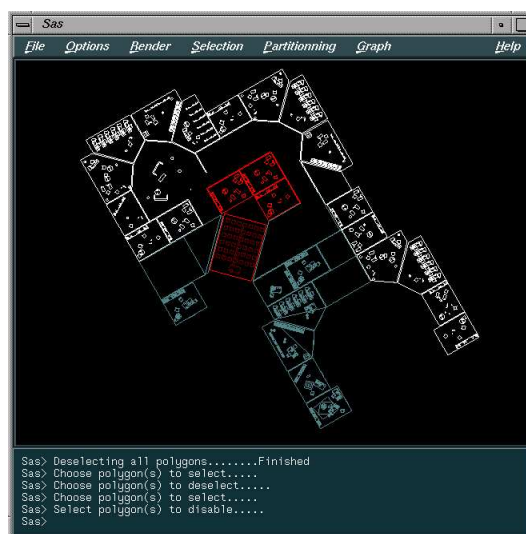 Sas
File Options Render Selection Partitionning Graph Help
Sas> Deselecting all polygons........Finished
Sas> Choose polygon(s) to select.....
Sas> Choose polygon(s) to deselect.....
Sas> Choose polygon(s) to select.....
Sas> Select polygon(s) to disable.....
Sas>